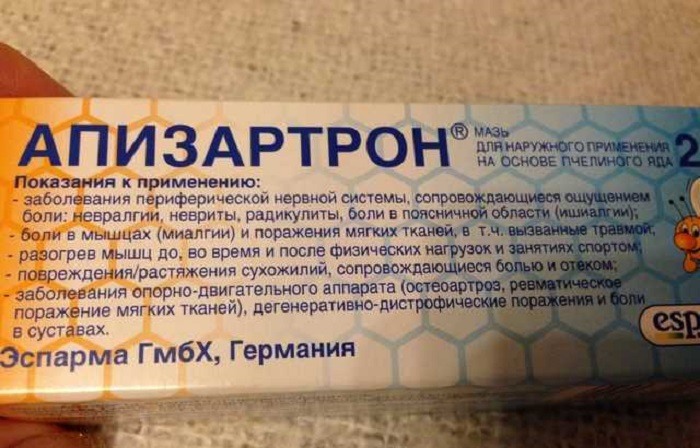 АПИЗАРТРОН® МАЗЬ
ДЛЯ НАРУЖНОГО ПРИМЕНЕНИЯ
НА ОСНОВЕ ПЧЕЛИНОГО ЯДА 2
Показания к применению:
- заболевания периферической нервной системы, сопровождающиеся ощущением
боли: невралгии, невриты, радикулиты, боли в поясничной области (ишиалгии);
- боли в мышцах (миалгии) и поражения мягких тканей, в т.ч. вызванные травмой;
- разогрев мышц до, во время и после физических нагрузок и занятиях спортом;
- повреждения/растяжения сухожилий, сопровождающиеся болью и отеком;
- заболевания опорно-двигательного аппарата (остеоартроз, ревматическое
поражение мягких тканей), дегенеративно-дистрофические поражения и боли
в суставах.
Эспарма ГмбХ, Германия
esp